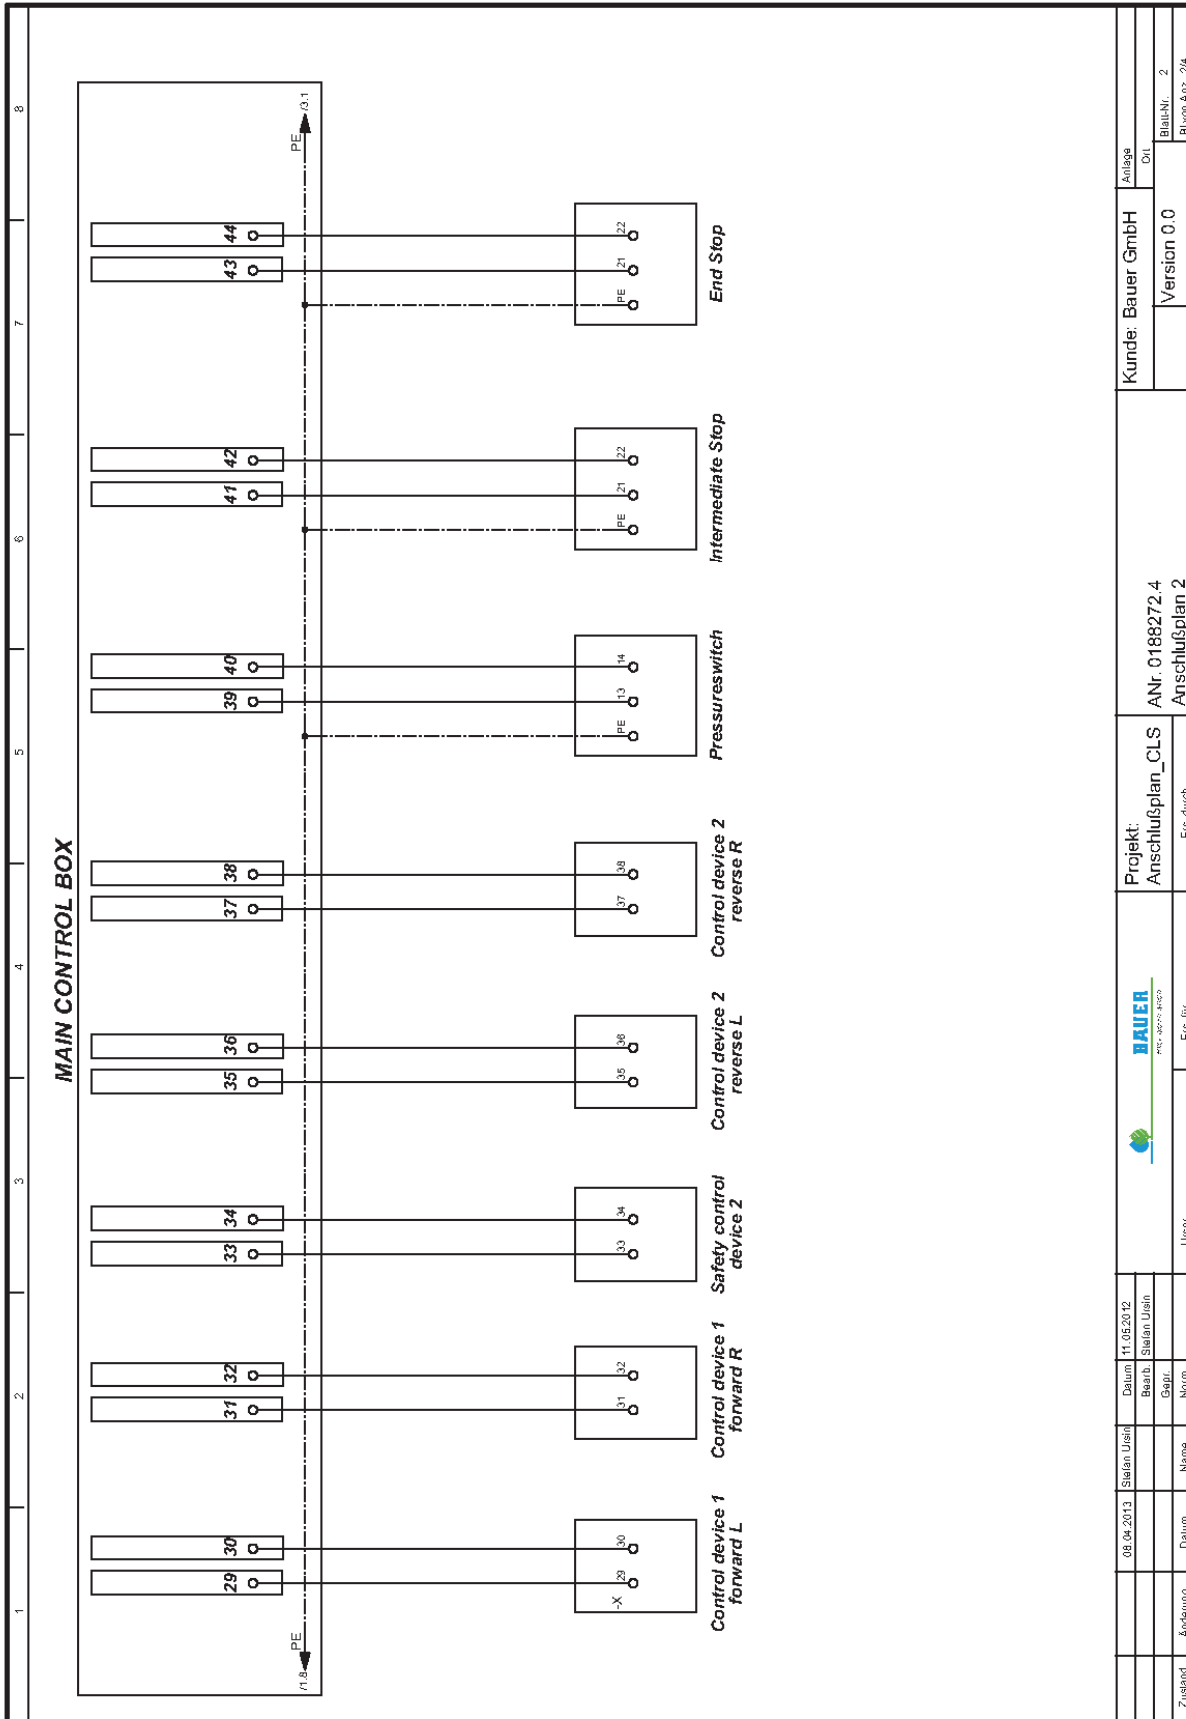 1 2 3 4 5 6 7 8
MAIN CONTROL BOX
29 30 31 32 33 34 35 36 37 38 39 40 41 42 43 44
/1.8 PE PE /3.1
-X 29 30
31 32
33 34
35 36
37 38
PE 13 14
PE 21 22
PE 21 22
Control device 1
forward L
Control device 1
forward R
Safety control
device 2
Control device 2
reverse L
Control device 2
reverse R
Pressureswitch
Intermediate Stop
End Stop
08.04.2013 Stefan Ursin
Datum 11.05.2012
Bearb. Stefan Ursin
Gepr.
Zustand Änderung Datum Name Norm
BAUER
Projekt:
Anschlußplan_CLS
ANr. 0188272.4
Anschlußplan 2
Kunde: Bauer GmbH
Version 0.0
Anlage
Ort
Blatt-Nr. 2